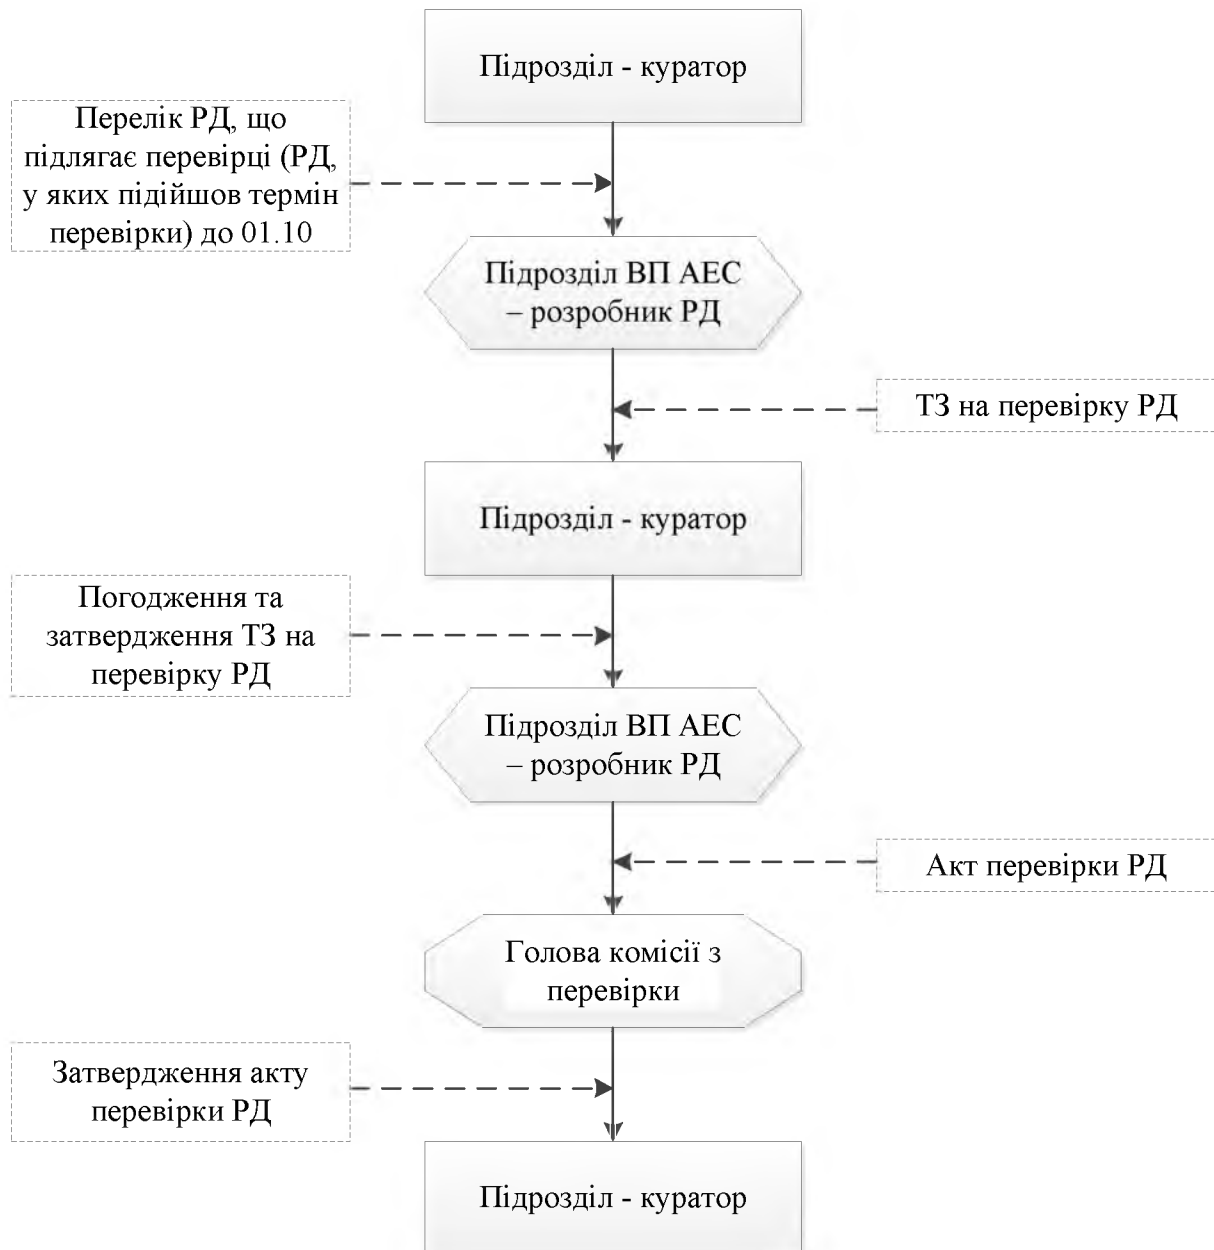 Підрозділ - куратор
Перелік РД, що
підлягає перевірці (РД,
у яких підійшов термін
перевірки) до 01.10
Підрозділ ВП АЕС
– розробник РД
ТЗ на перевірку РД
Підрозділ - куратор
Погодження та
затвердження ТЗ на
перевірку РД
Підрозділ ВП АЕС
– розробник РД
Акт перевірки РД
Голова комісії з
перевірки
Затвердження акту
перевірки РД
Підрозділ - куратор